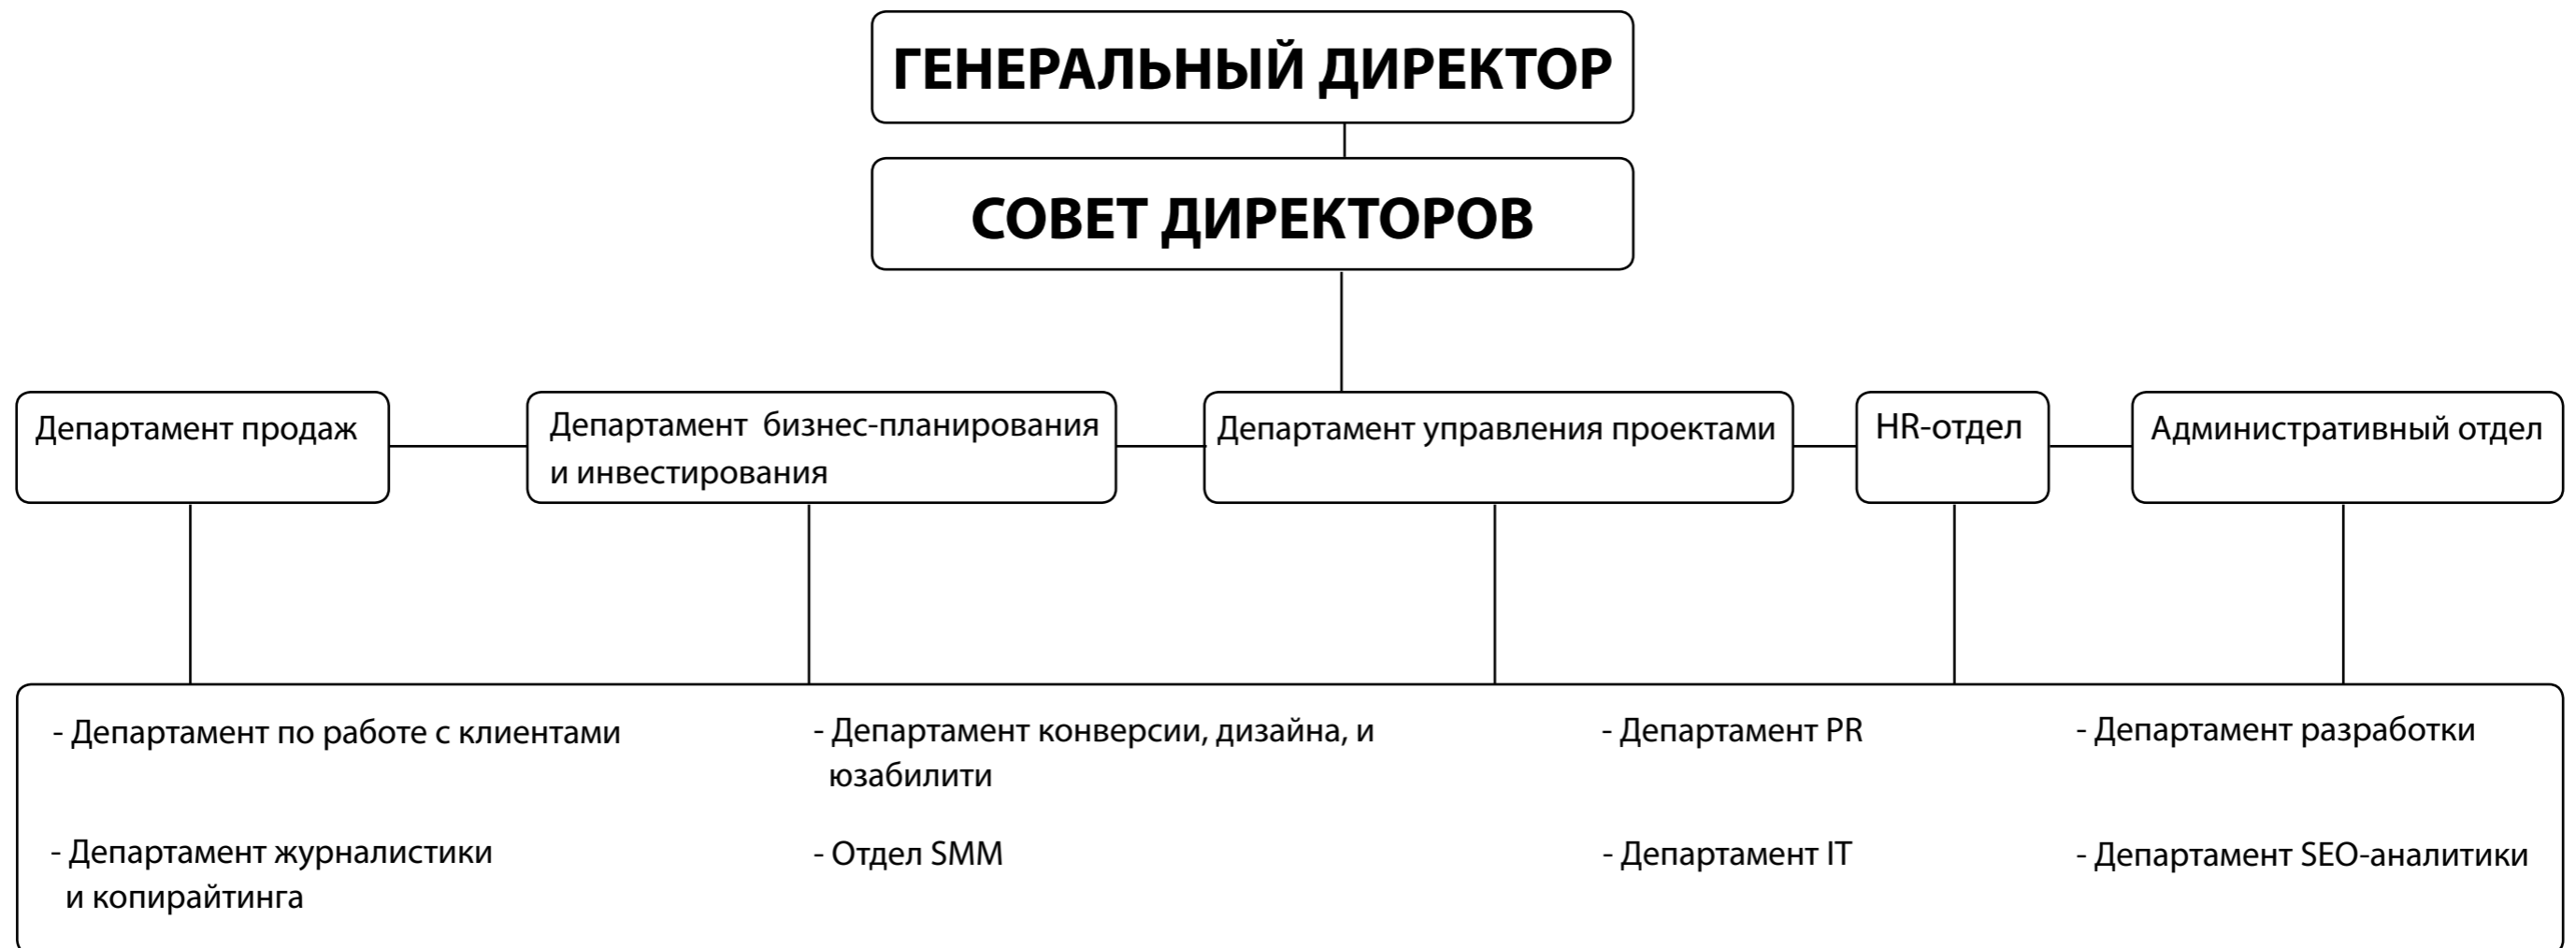 ГЕНЕРАЛЬНЫЙ ДИРЕКТОР
СОВЕТ ДИРЕКТОРОВ
Департамент продаж
Департамент бизнес-планирования
и инвестирования
Департамент управления проектами
HR-отдел
Административный отдел
- Департамент по работе с клиентами
- Департамент конверсии, дизайна, и
юзабилити
- Департамент PR
- Департамент разработки
- Департамент журналистики
и копирайтинга
- Отдел SMM
- Департамент IT
- Департамент SEO-аналитики